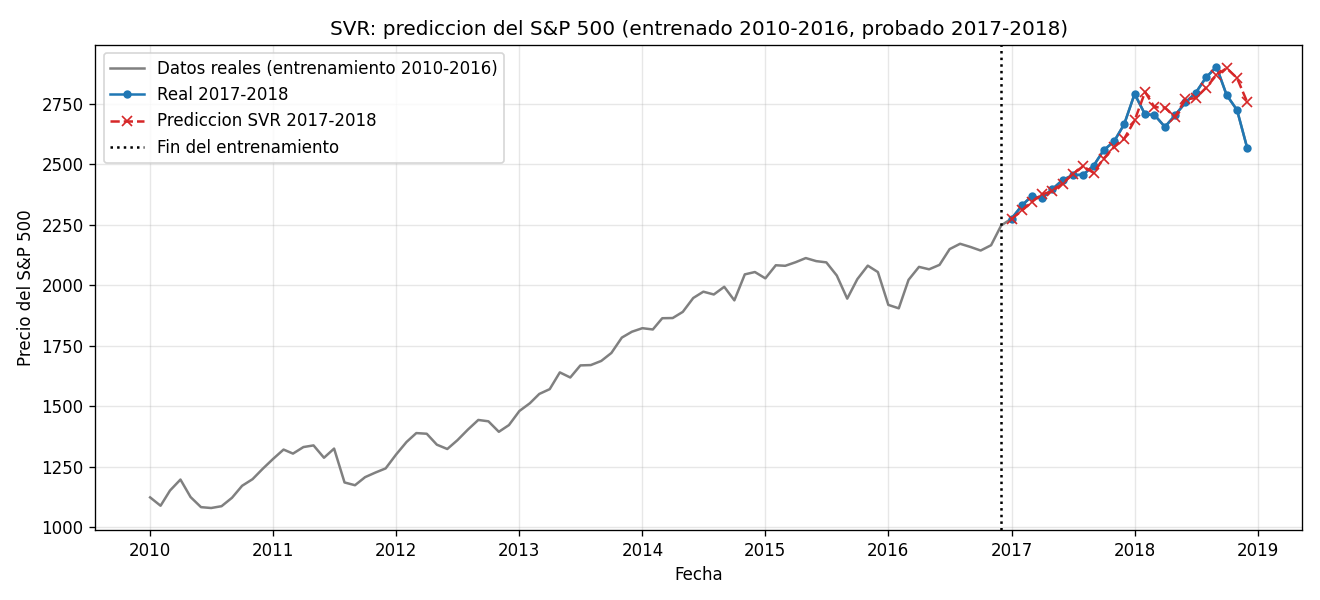 SVR: prediccion del S&P 500 (entrenado 2010-2016, probado 2017-2018)
Datos reales (entrenamiento 2010-2016)
Real 2017-2018
Prediccion SVR 2017-2018
Fin del entrenamiento
Precio del S&P 500
2750
2500
2250
2000
1750
1500
1250
1000
2010 2011 2012 2013 2014 2015 2016 2017 2018 2019
Fecha